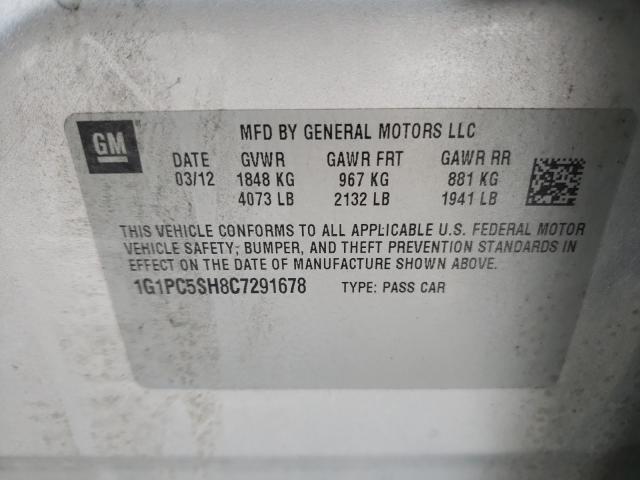 GM
MFD BY GENERAL MOTORS LLC
DATE GVWR GAWR FRT GAWR RR
03/12 1848 KG 967 KG 881 KG
4073 LB 2132 LB 1941 LB
THIS VEHICLE CONFORMS TO ALL APPLICABLE U.S. FEDERAL MOTOR
VEHICLE SAFETY; BUMPER, AND THEFT PREVENTION STANDARDS IN
EFFECT ON THE DATE OF MANUFACTURE SHOWN ABOVE.
1G1PC5SH8C7291678 TYPE: PASS CAR